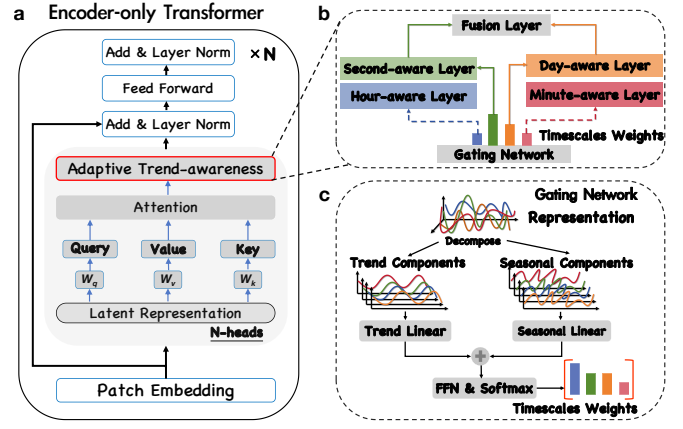 a Encoder-only Transformer
Add & Layer Norm
×N
Feed Forward
Add & Layer Norm
Adaptive Trend-awareness
Attention
Query Value Key
Wq Wv Wk
Latent Representation
N-heads
Patch Embedding
b
Fusion Layer
Second-aware Layer Day-aware Layer
Hour-aware Layer Minute-aware Layer
Timescales Weights
Gating Network
c
Gating Network
Representation
Decompose
Trend Components Seasonal Components
Trend Linear Seasonal Linear
+
FFN & Softmax
Timescales Weights